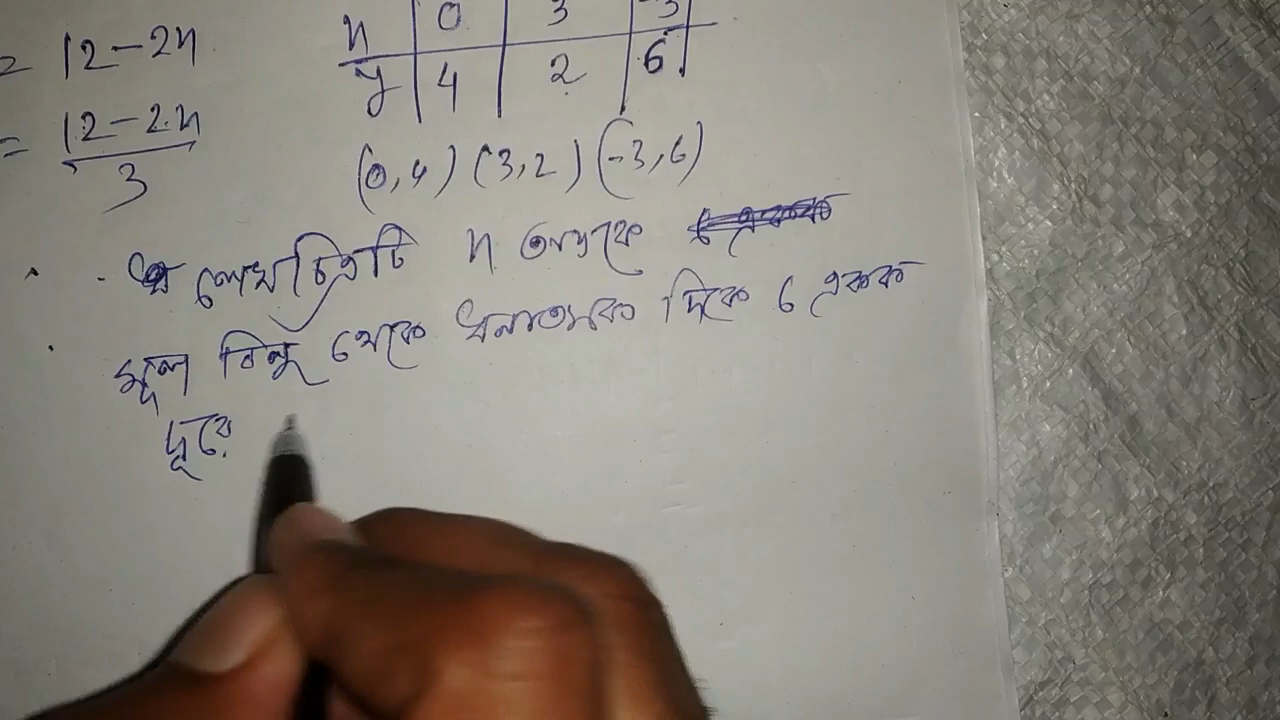 = 12-2x
= 12-2x / 3
x | 0 | 3 | -3
y | 4 | 2 | 6
(0,4) (3,2) (-3,6)
লেখচিত্রটি x অক্ষকে
মূল বিন্দু থেকে ধনাত্মক দিকে 6 একক
দূরে